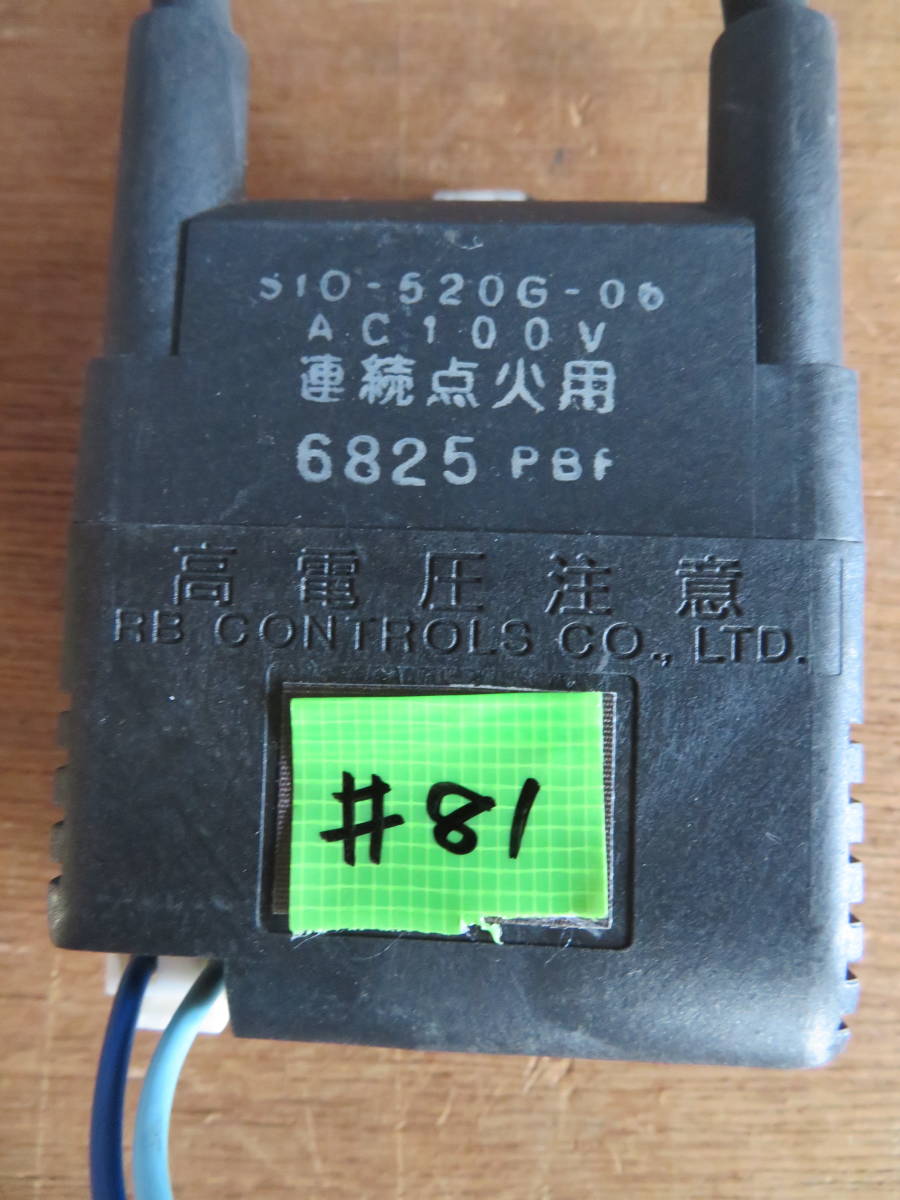 SIO-520G-06
AC100V
連続点火用
6825 PBF
高電圧注意
RB CONTROLS CO., LTD.
#81